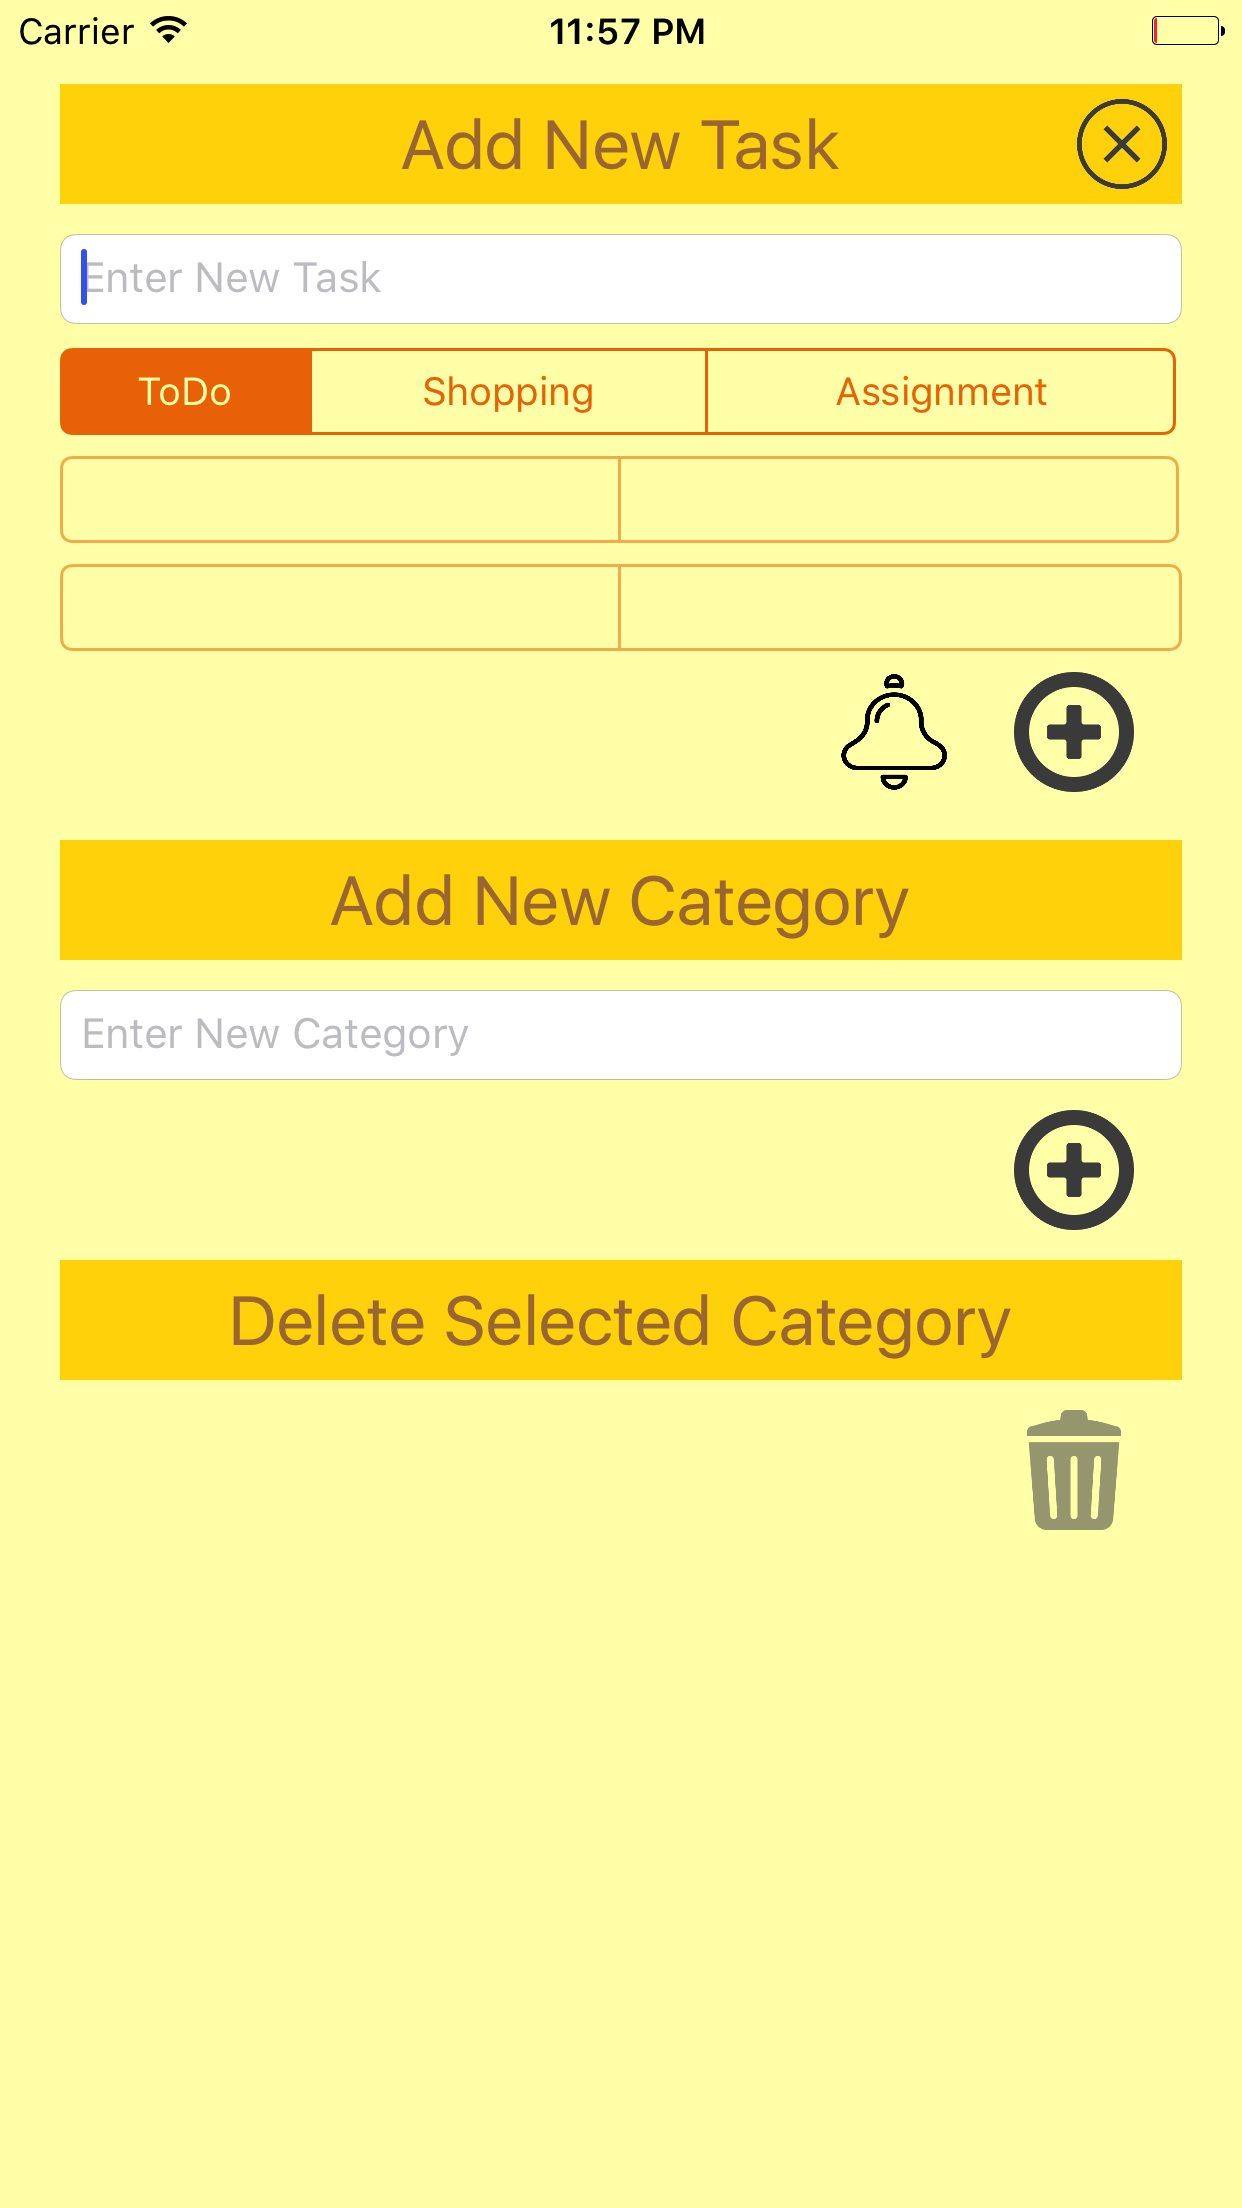 Carrier 11:57 PM
Add New Task
Enter New Task
ToDo Shopping Assignment
Add New Category
Enter New Category
Delete Selected Category